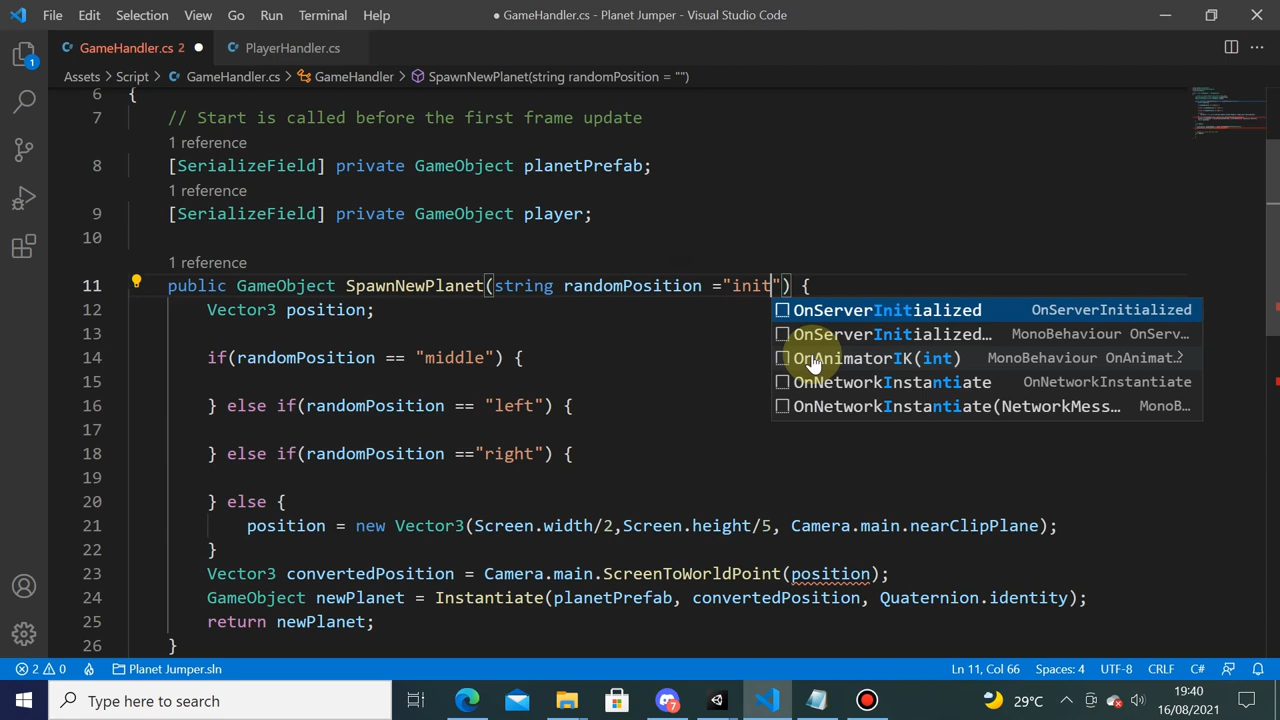 File Edit Selection View Go Run Terminal Help
● GameHandler.cs - Planet Jumper - Visual Studio Code
GameHandler.cs 2 ● PlayerHandler.cs
Assets > Script > GameHandler.cs > GameHandler > SpawnNewPlanet(string randomPosition = "")
6 {
7 // Start is called before the first frame update
1 reference
8 [SerializeField] private GameObject planetPrefab;
1 reference
9 [SerializeField] private GameObject player;
10
1 reference
11 public GameObject SpawnNewPlanet(string randomPosition ="init") {
12 Vector3 position;
OnServerInitialized OnServerInitialized
13
OnServerInitialized… MonoBehaviour OnServ…
14 if(randomPosition == "middle") {
OnAnimatorIK(int) MonoBehaviour OnAnimat…
15
OnNetworkInstantiate OnNetworkInstantiate
16 } else if(randomPosition == "left") {
OnNetworkInstantiate(NetworkMess… MonoB…
17
18 } else if(randomPosition =="right") {
19
20 } else {
21 position = new Vector3(Screen.width/2,Screen.height/5, Camera.main.nearClipPlane);
22 }
23 Vector3 convertedPosition = Camera.main.ScreenToWorldPoint(position);
24 GameObject newPlanet = Instantiate(planetPrefab, convertedPosition, Quaternion.identity);
25 return newPlanet;
26 }
1
2 0 Planet Jumper.sln
Ln 11, Col 66 Spaces: 4 UTF-8 CRLF C#
Type here to search
7
29°C
19:40
16/08/2021